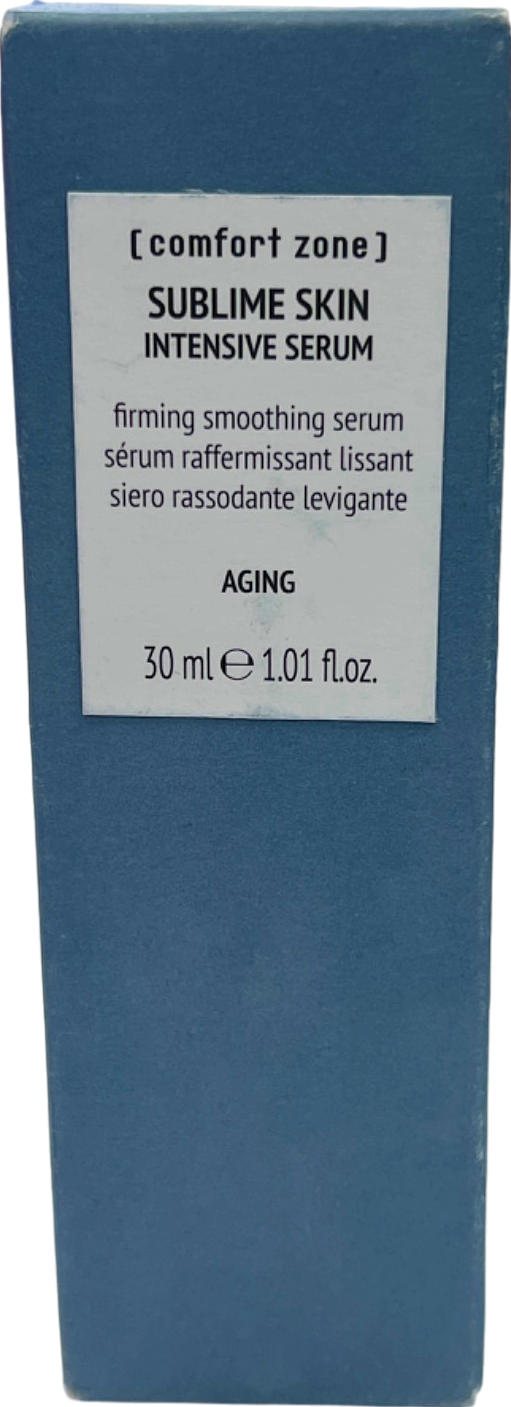 [comfort zone]
SUBLIME SKIN
INTENSIVE SERUM
firming smoothing serum
sérum raffermissant lissant
siero rassodante levigante
AGING
30 ml ℮ 1.01 fl.oz.